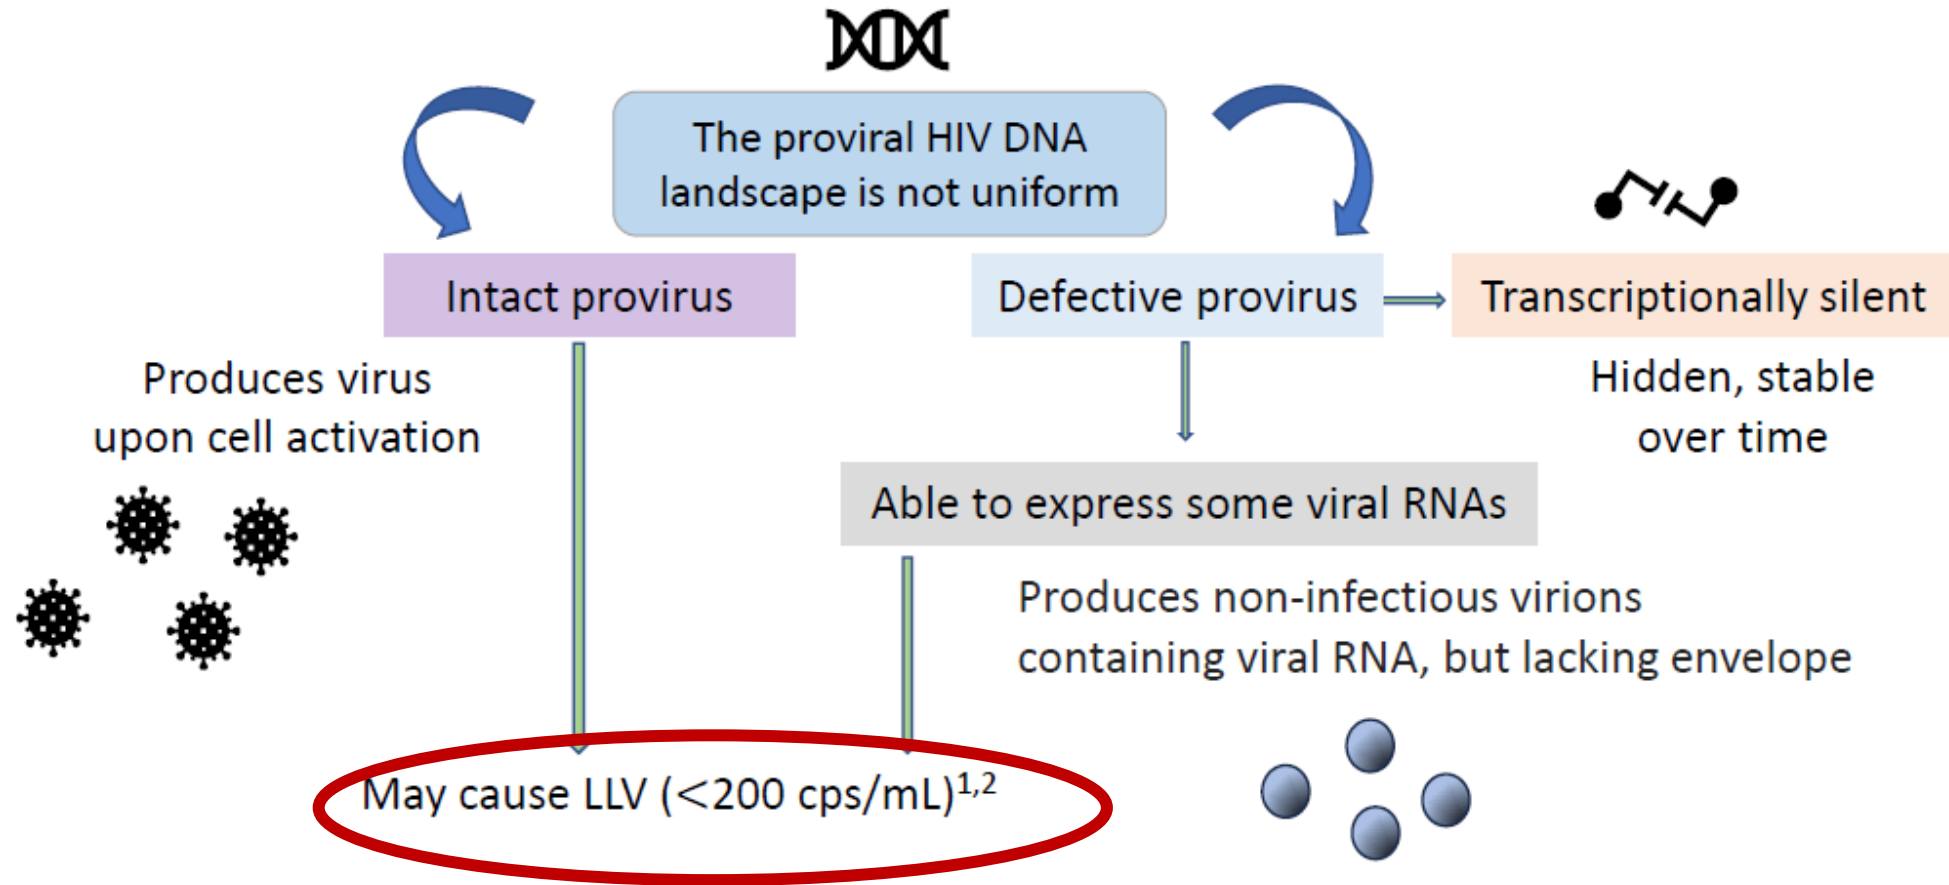 The proviral HIV DNA
landscape is not uniform
Intact provirus
Defective provirus
Transcriptionally silent
Produces virus
upon cell activation
Hidden, stable
over time
Able to express some viral RNAs
Produces non-infectious virions
containing viral RNA, but lacking envelope
May cause LLV (<200 cps/mL)1,2